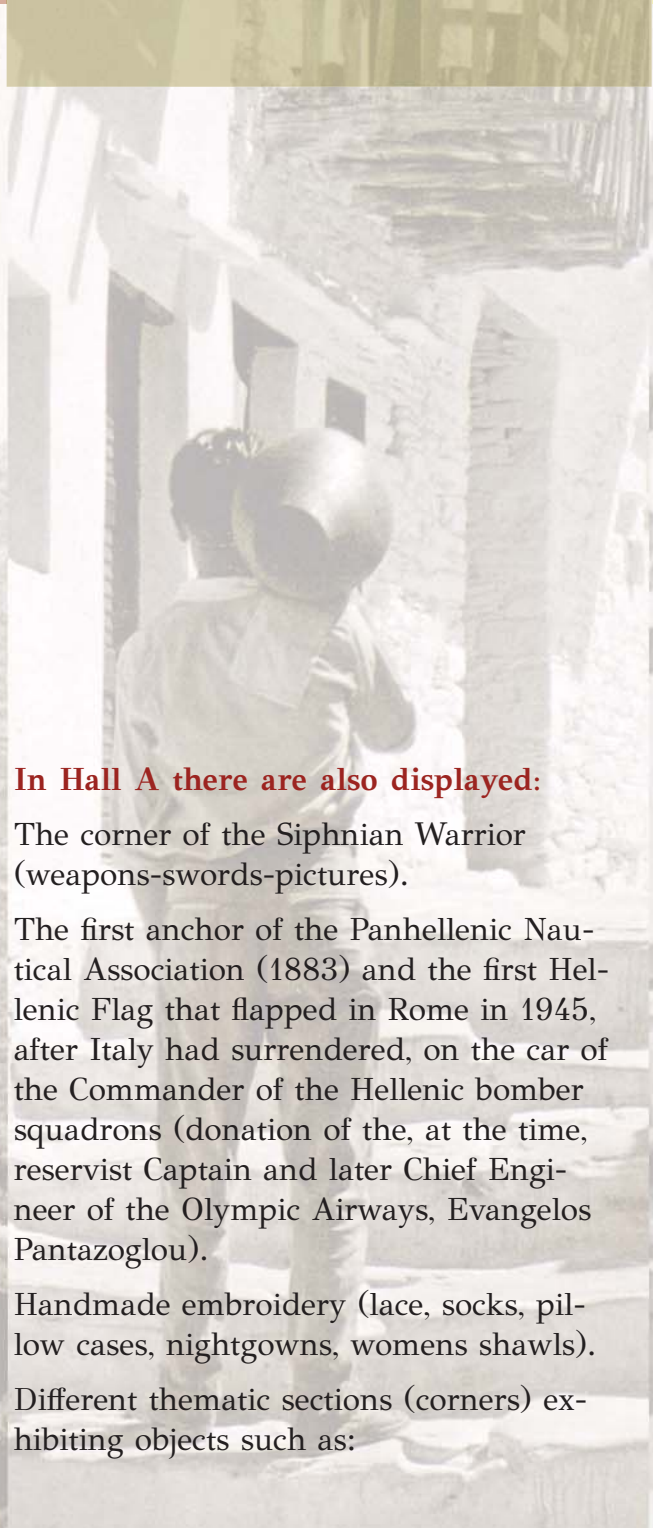 In Hall A there are also displayed:
The corner of the Siphnian Warrior
(weapons-swords-pictures).
The first anchor of the Panhellenic Nau-
tical Association (1883) and the first Hel-
lenic Flag that flapped in Rome in 1945,
after Italy had surrendered, on the car of
the Commander of the Hellenic bomber
squadrons (donation of the, at the time,
reservist Captain and later Chief Engi-
neer of the Olympic Airways, Evangelos
Pantazoglou).
Handmade embroidery (lace, socks, pil-
low cases, nightgowns, womens shawls).
Different thematic sections (corners) ex-
hibiting objects such as: